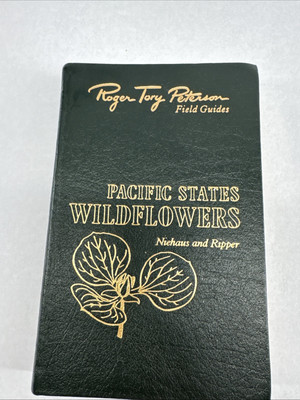 Roger Tory Peterson
Field Guides
PACIFIC STATES
WILDFLOWERS
Niehaus and Ripper